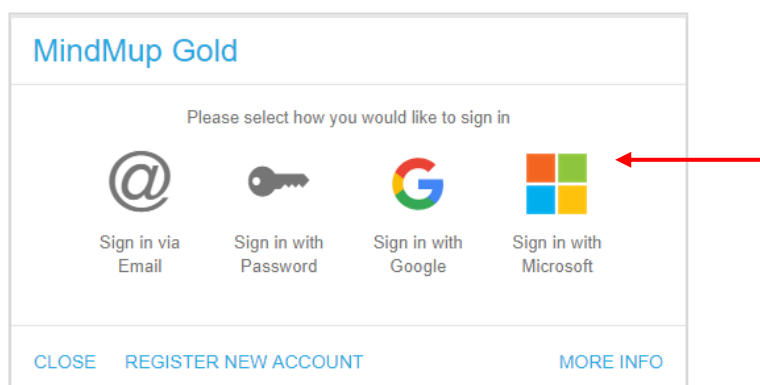 MindMup Gold
Please select how you would like to sign in
Sign in via Email
Sign in with Password
Sign in with Google
Sign in with Microsoft
CLOSE REGISTER NEW ACCOUNT MORE INFO